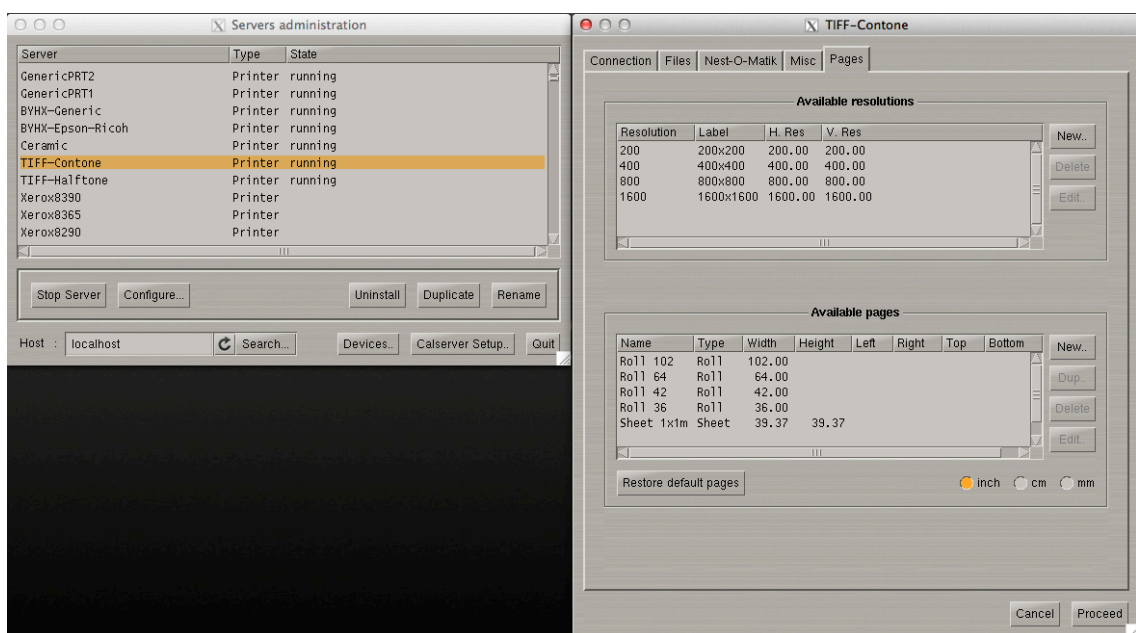 Servers administration
Server Type State
GenericPRT2 Printer running
GenericPRT1 Printer running
BYHX-Generic Printer running
BYHX-Epson-Ricoh Printer running
Ceramic Printer running
TIFF-Contone Printer running
TIFF-Halftone Printer running
Xerox8390 Printer
Xerox8365 Printer
Xerox8290 Printer
Stop Server Configure... Uninstall Duplicate Rename
Host : localhost Search... Devices.. Calserver Setup.. Quit
TIFF-Contone
Connection Files Nest-O-Matik Misc Pages
Available resolutions
Resolution Label H. Res V. Res
200 200x200 200.00 200.00
400 400x400 400.00 400.00
800 800x800 800.00 800.00
1600 1600x1600 1600.00 1600.00
New..
Delete
Edit..
Available pages
Name Type Width Height Left Right Top Bottom
Roll 102 Roll 102.00
Roll 64 Roll 64.00
Roll 42 Roll 42.00
Roll 36 Roll 36.00
Sheet 1x1m Sheet 39.37 39.37
New..
Dup..
Delete
Edit..
Restore default pages inch cm mm
Cancel Proceed